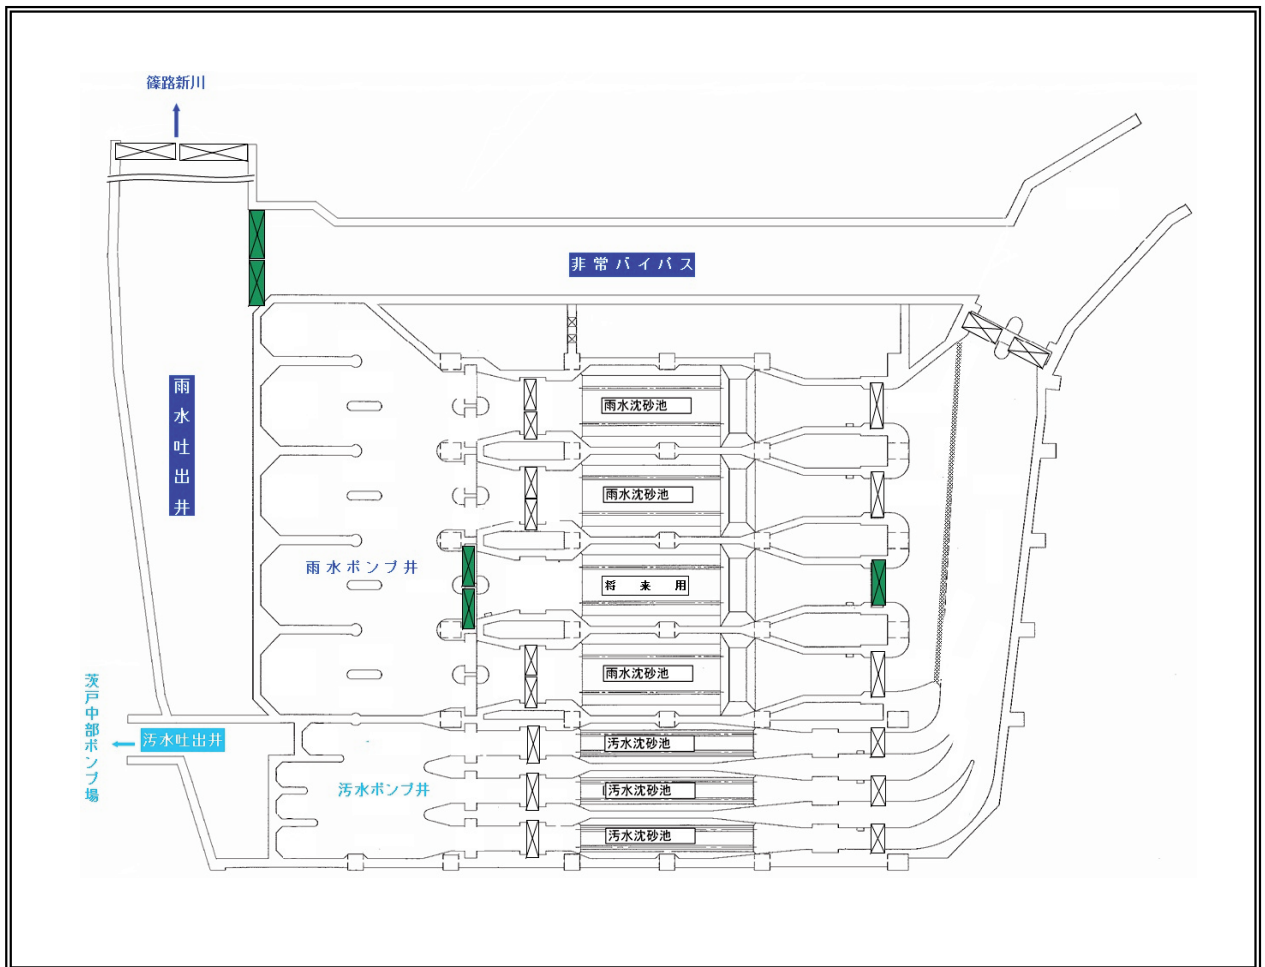 篠路新川
非常バイパス
雨水吐出井
雨水沈砂池
雨水沈砂池
雨水ポンプ井
将来用
雨水沈砂池
茨戸中部ポンプ場
汚水吐出井
汚水沈砂池
汚水ポンプ井
汚水沈砂池
汚水沈砂池